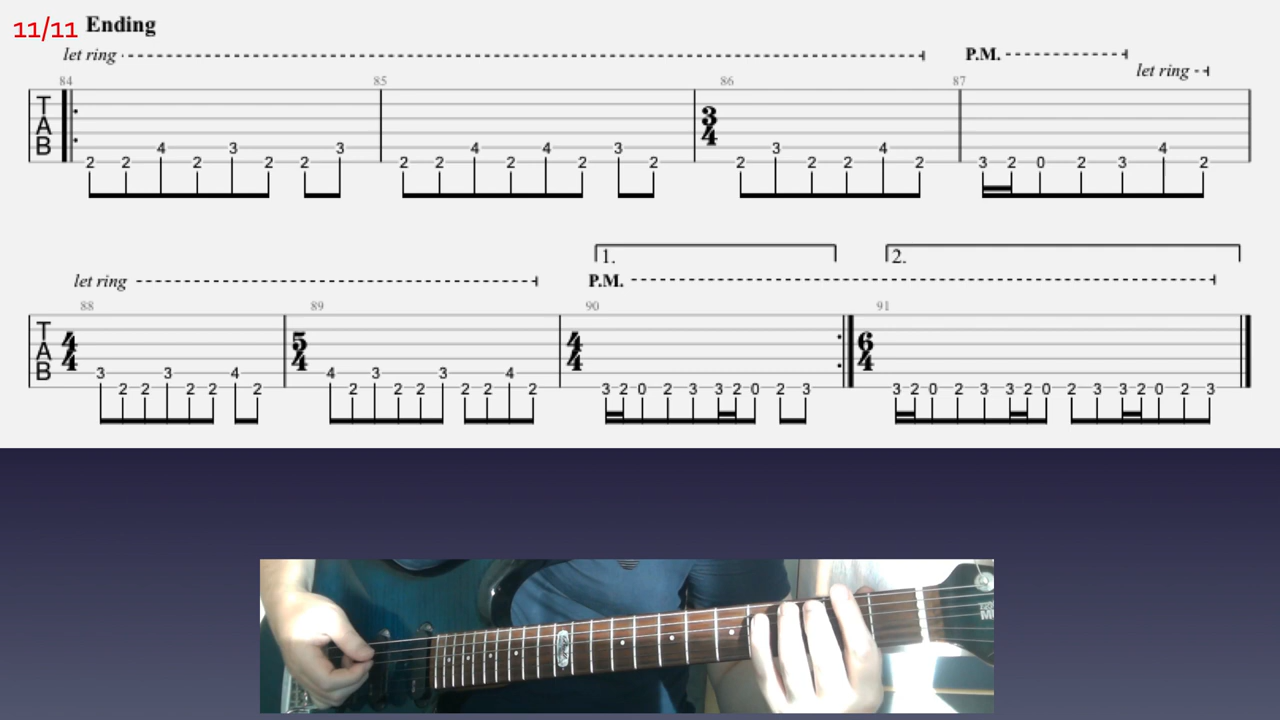 11/11 Ending
let ring P.M.
let ring
84 85 86 87
T
A
B
3
4
2 2 4 2 3 2 2 3 2 2 4 2 4 2 3 2 2 3 2 2 4 2 3 2 0 2 3 4 2
1. 2.
let ring P.M.
88 89 90 91
T
A
B
4
4
5
4
4
4
6
4
3 2 2 3 2 2 4 2 4 2 3 2 2 3 2 2 4 2 3 2 0 2 3 3 2 0 2 3 3 2 0 2 3 3 2 0 2 3 3 2 0 2 3